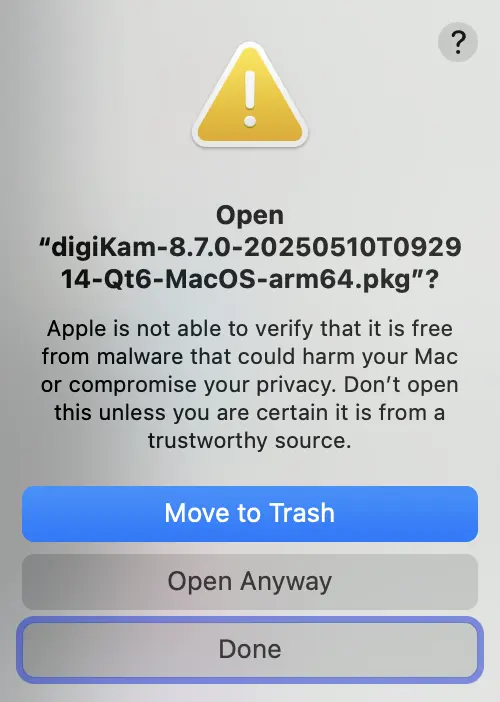 ?
Open
“digiKam-8.7.0-20250510T0929
14-Qt6-MacOS-arm64.pkg”?
Apple is not able to verify that it is free
from malware that could harm your Mac
or compromise your privacy. Don’t open
this unless you are certain it is from a
trustworthy source.
Move to Trash
Open Anyway
Done